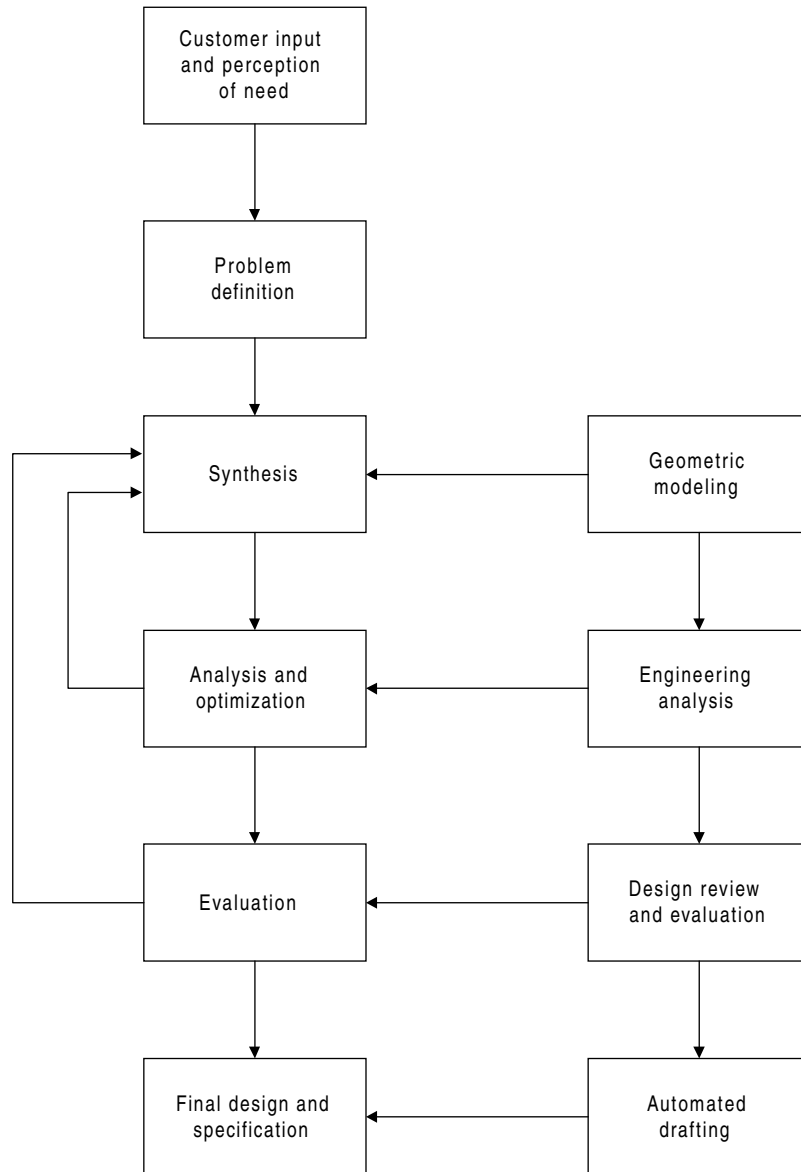 Customer input
and perception
of need
Problem
definition
Synthesis
Geometric
modeling
Analysis and
optimization
Engineering
analysis
Evaluation
Design review
and evaluation
Final design and
specification
Automated
drafting